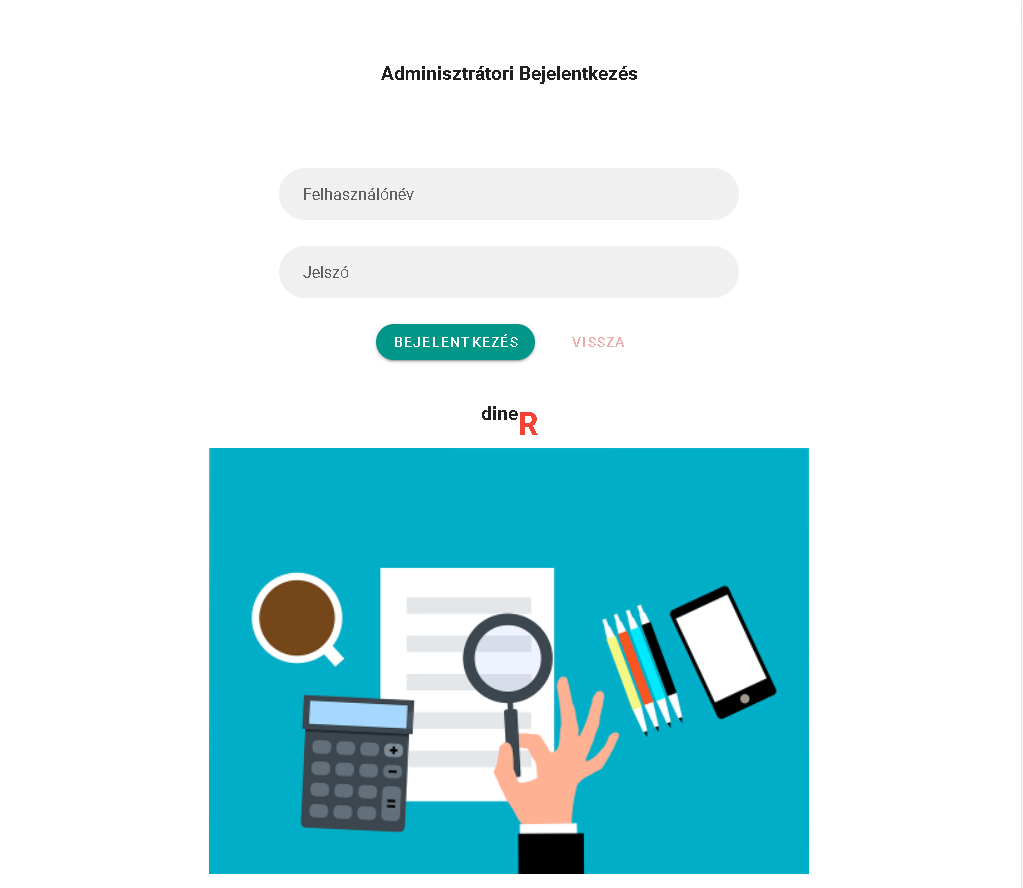 Adminisztrátori Bejelentkezés
Felhasználónév
Jelszó
BEJELENTKEZÉS VISSZA
dineR